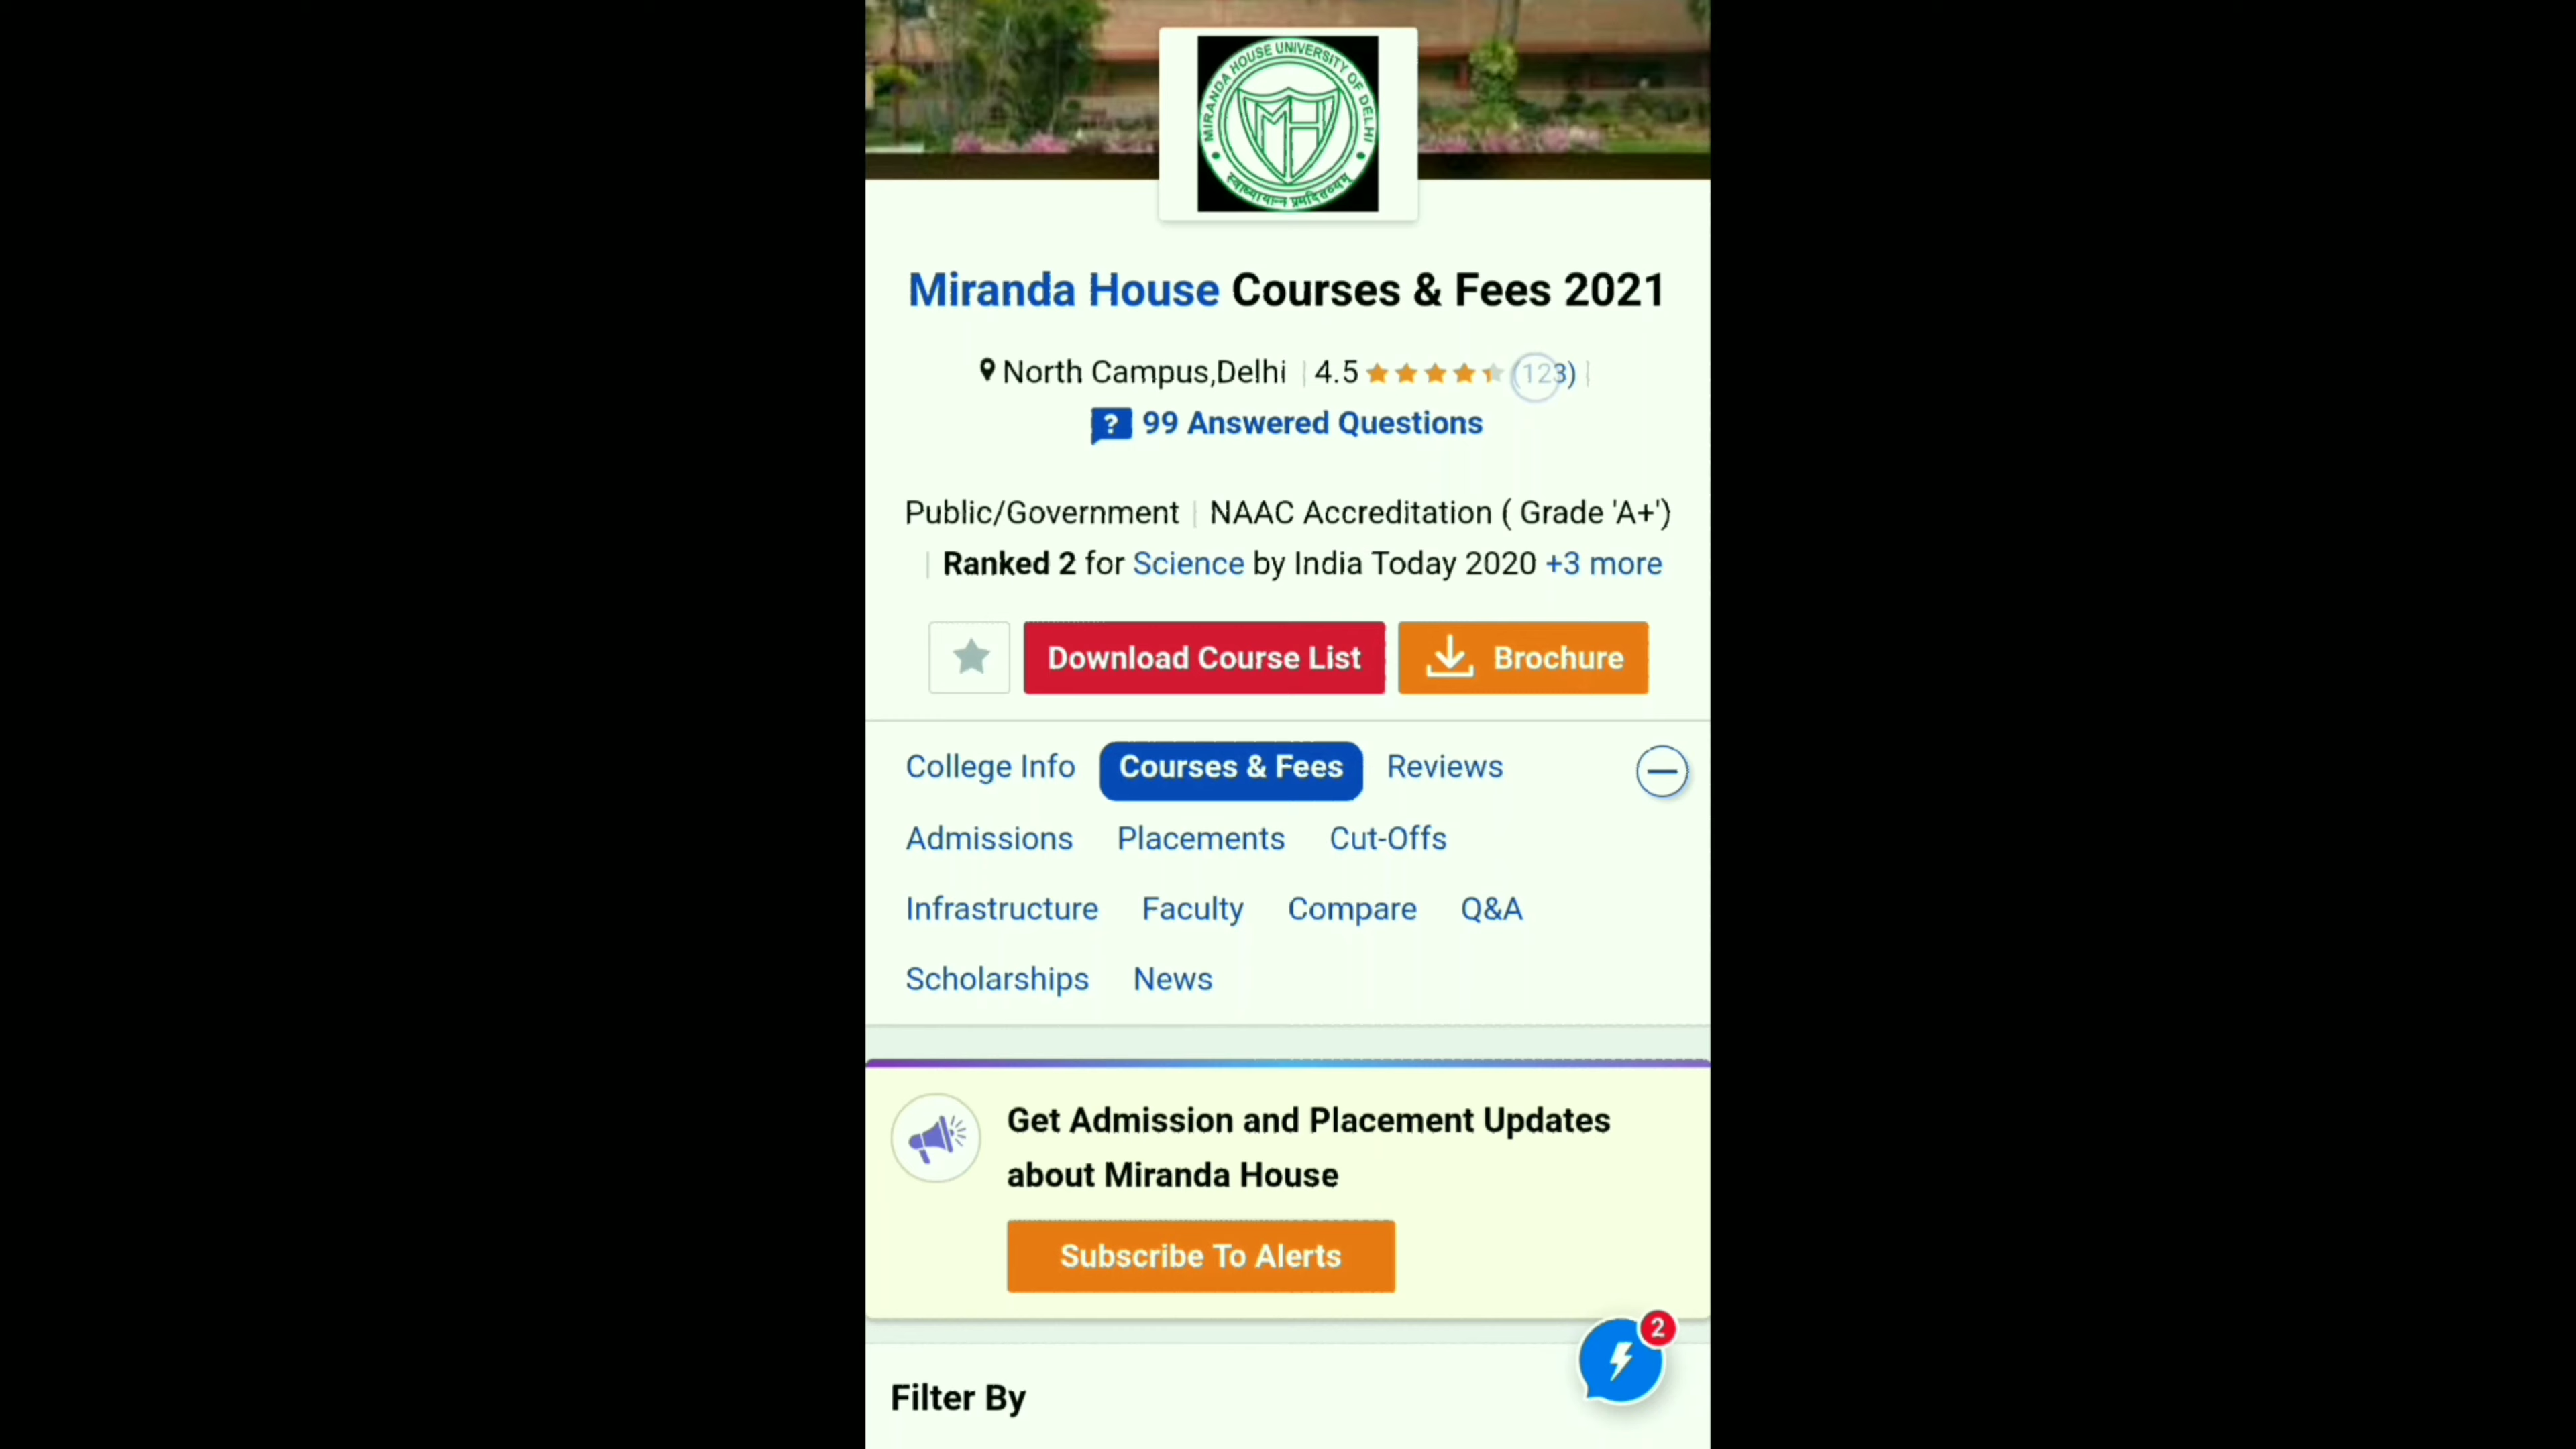 MIRANDA HOUSE UNIVERSITY OF DELHI
MH
स्वाध्यायान्न प्रमदितव्यम्
Miranda House Courses & Fees 2021
North Campus,Delhi | 4.5 (123) |
? 99 Answered Questions
Public/Government | NAAC Accreditation ( Grade 'A+')
| Ranked 2 for Science by India Today 2020 +3 more
Download Course List Brochure
College Info Courses & Fees Reviews
Admissions Placements Cut-Offs
Infrastructure Faculty Compare Q&A
Scholarships News
Get Admission and Placement Updates
about Miranda House
Subscribe To Alerts
2
Filter By